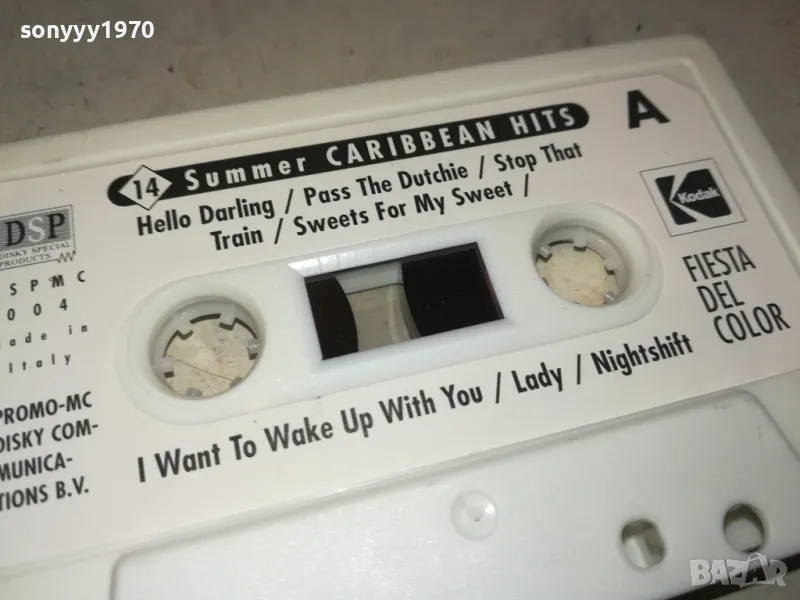 sonyyy1970
14 Summer CARIBBEAN HITS
A
Hello Darling / Pass The Dutchie / Stop That
Train / Sweets For My Sweet /
DSP
DISKY SPECIAL
PRODUCTS
SPMC
004
ade in
Italy
Kodak
FIESTA
DEL
COLOR
I Want To Wake Up With You / Lady / Nightshift
PROMO-MC
DISKY COM-
MUNICA-
TIONS B.V.
BAZAR